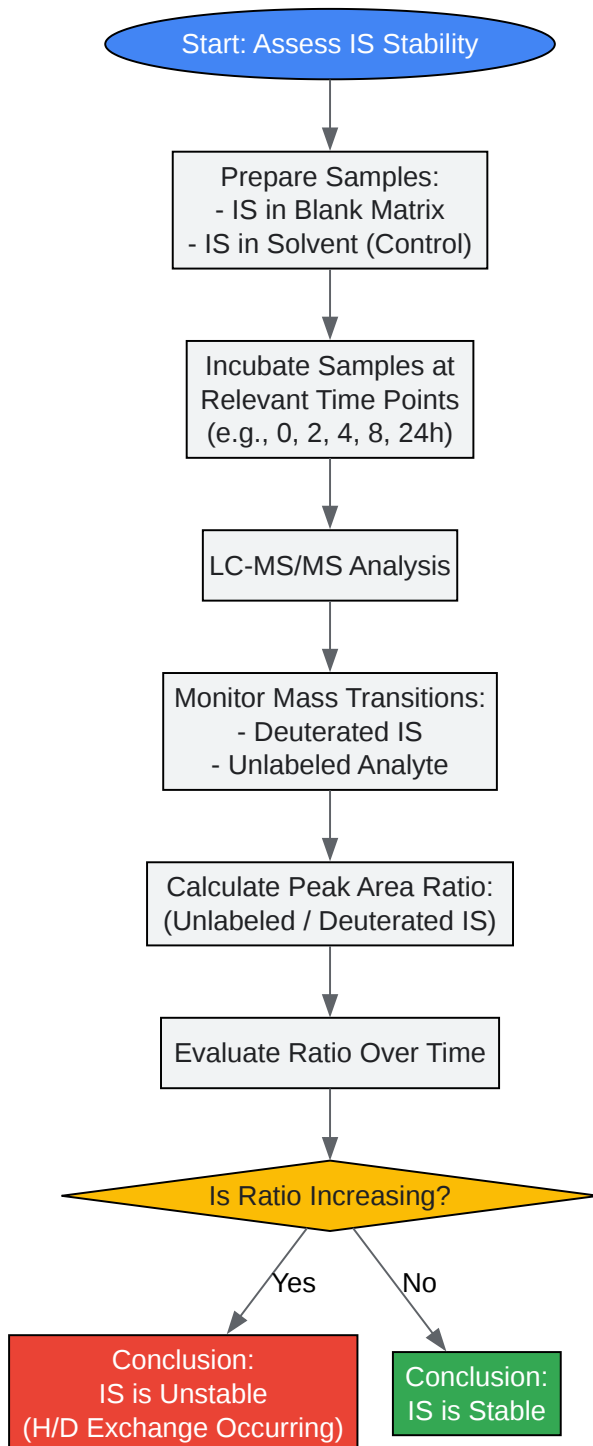 Start: Assess IS Stability
Prepare Samples:
- IS in Blank Matrix
- IS in Solvent (Control)
Incubate Samples at
Relevant Time Points
(e.g., 0, 2, 4, 8, 24h)
LC-MS/MS Analysis
Monitor Mass Transitions:
- Deuterated IS
- Unlabeled Analyte
Calculate Peak Area Ratio:
(Unlabeled / Deuterated IS)
Evaluate Ratio Over Time
Is Ratio Increasing?
Yes
No
Conclusion:
IS is Unstable
(H/D Exchange Occurring)
Conclusion:
IS is Stable